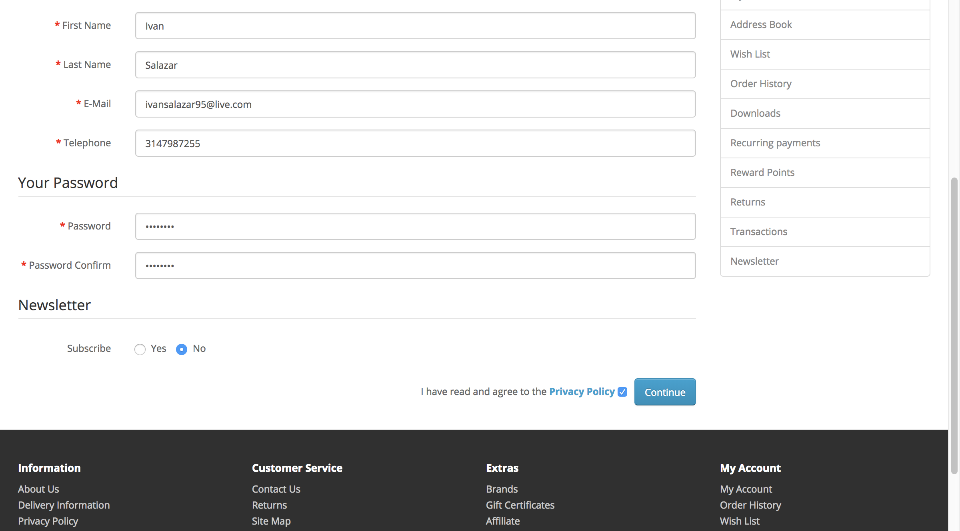 * First Name
Ivan
* Last Name
Salazar
* E-Mail
ivansalazar95@live.com
* Telephone
3147987255
Your Password
* Password
••••••••
* Password Confirm
••••••••
Newsletter
Subscribe
Yes
No
I have read and agree to the Privacy Policy
Continue
Address Book
Wish List
Order History
Downloads
Recurring payments
Reward Points
Returns
Transactions
Newsletter
Information
About Us
Delivery Information
Privacy Policy
Customer Service
Contact Us
Returns
Site Map
Extras
Brands
Gift Certificates
Affiliate
My Account
My Account
Order History
Wish List